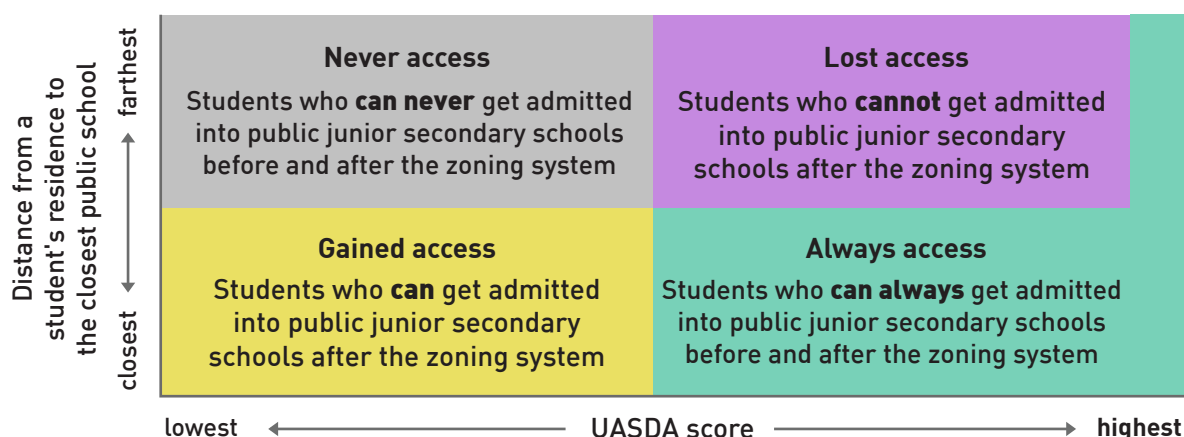 Distance from a
student's residence to
the closest public school
farthest
closest
Never access
Students who can never get admitted
into public junior secondary schools
before and after the zoning system
Lost access
Students who cannot get admitted
into public junior secondary
schools after the zoning system
Gained access
Students who can get admitted
into public junior secondary
schools after the zoning system
Always access
Students who can always get admitted
into public junior secondary schools
before and after the zoning system
lowest
UASDA score
highest